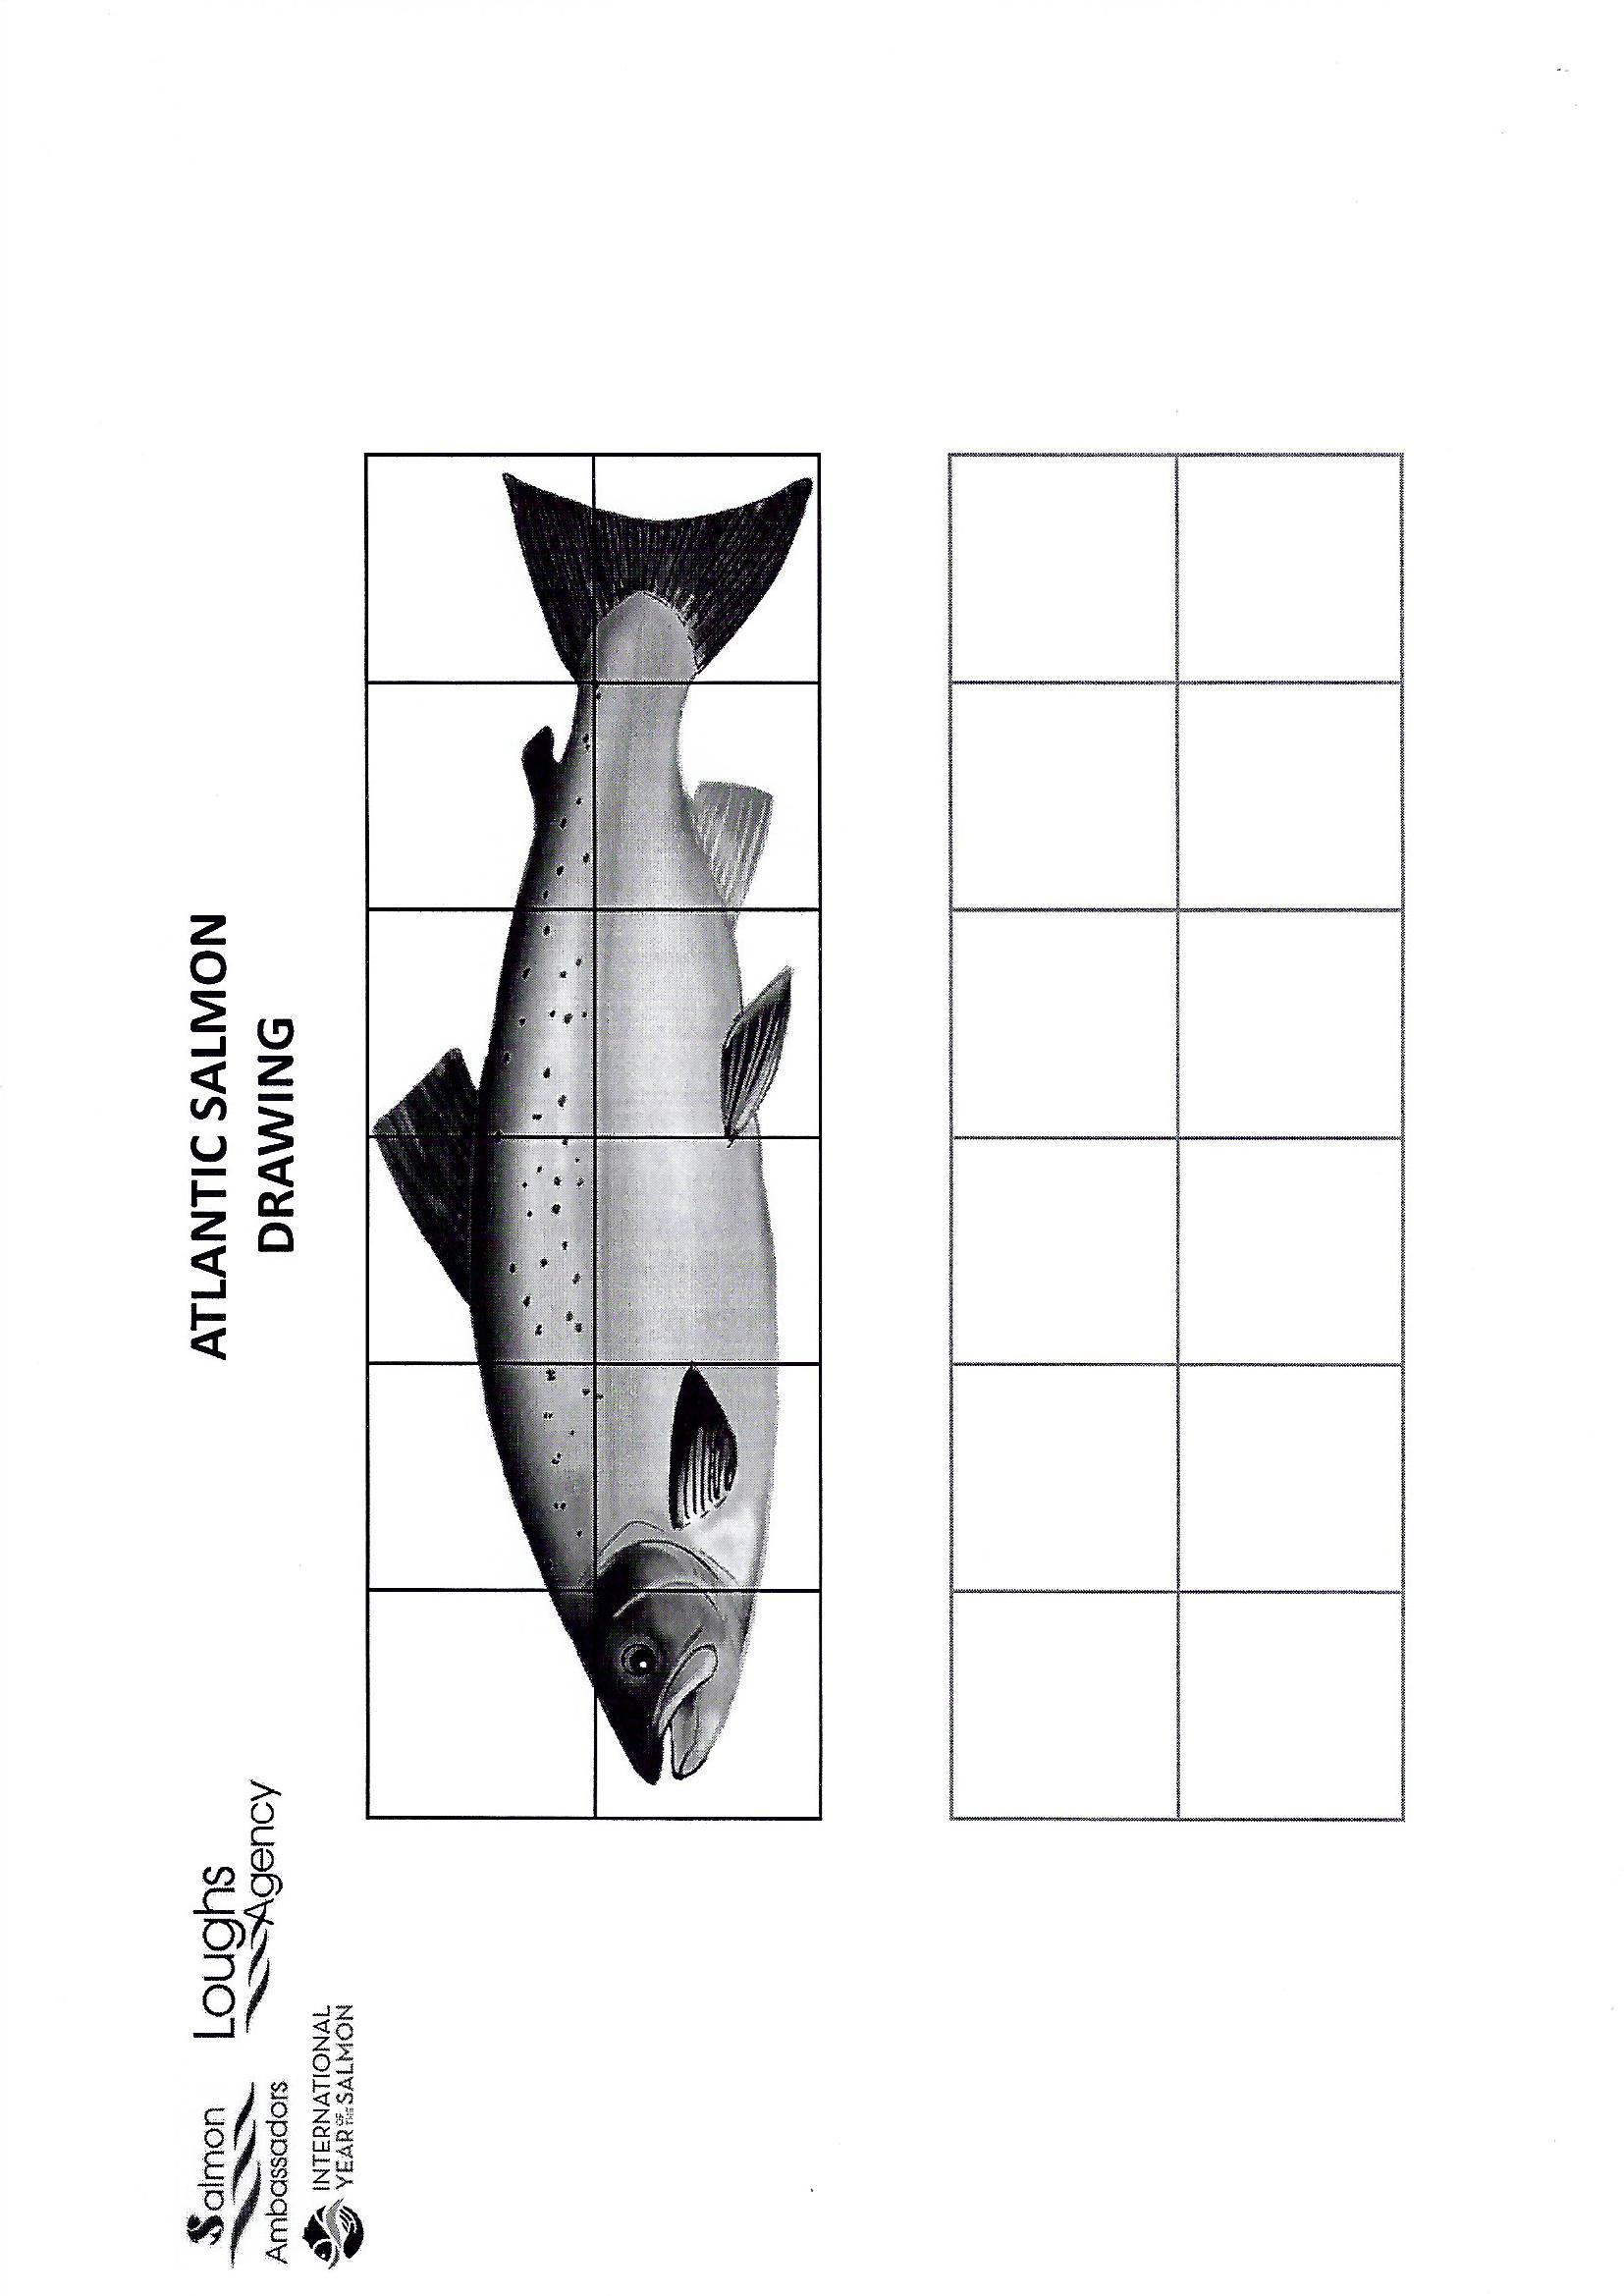 Salmon
Ambassadors
Loughs
Agency
INTERNATIONAL
YEAR OF THE SALMON
ATLANTIC SALMON
DRAWING